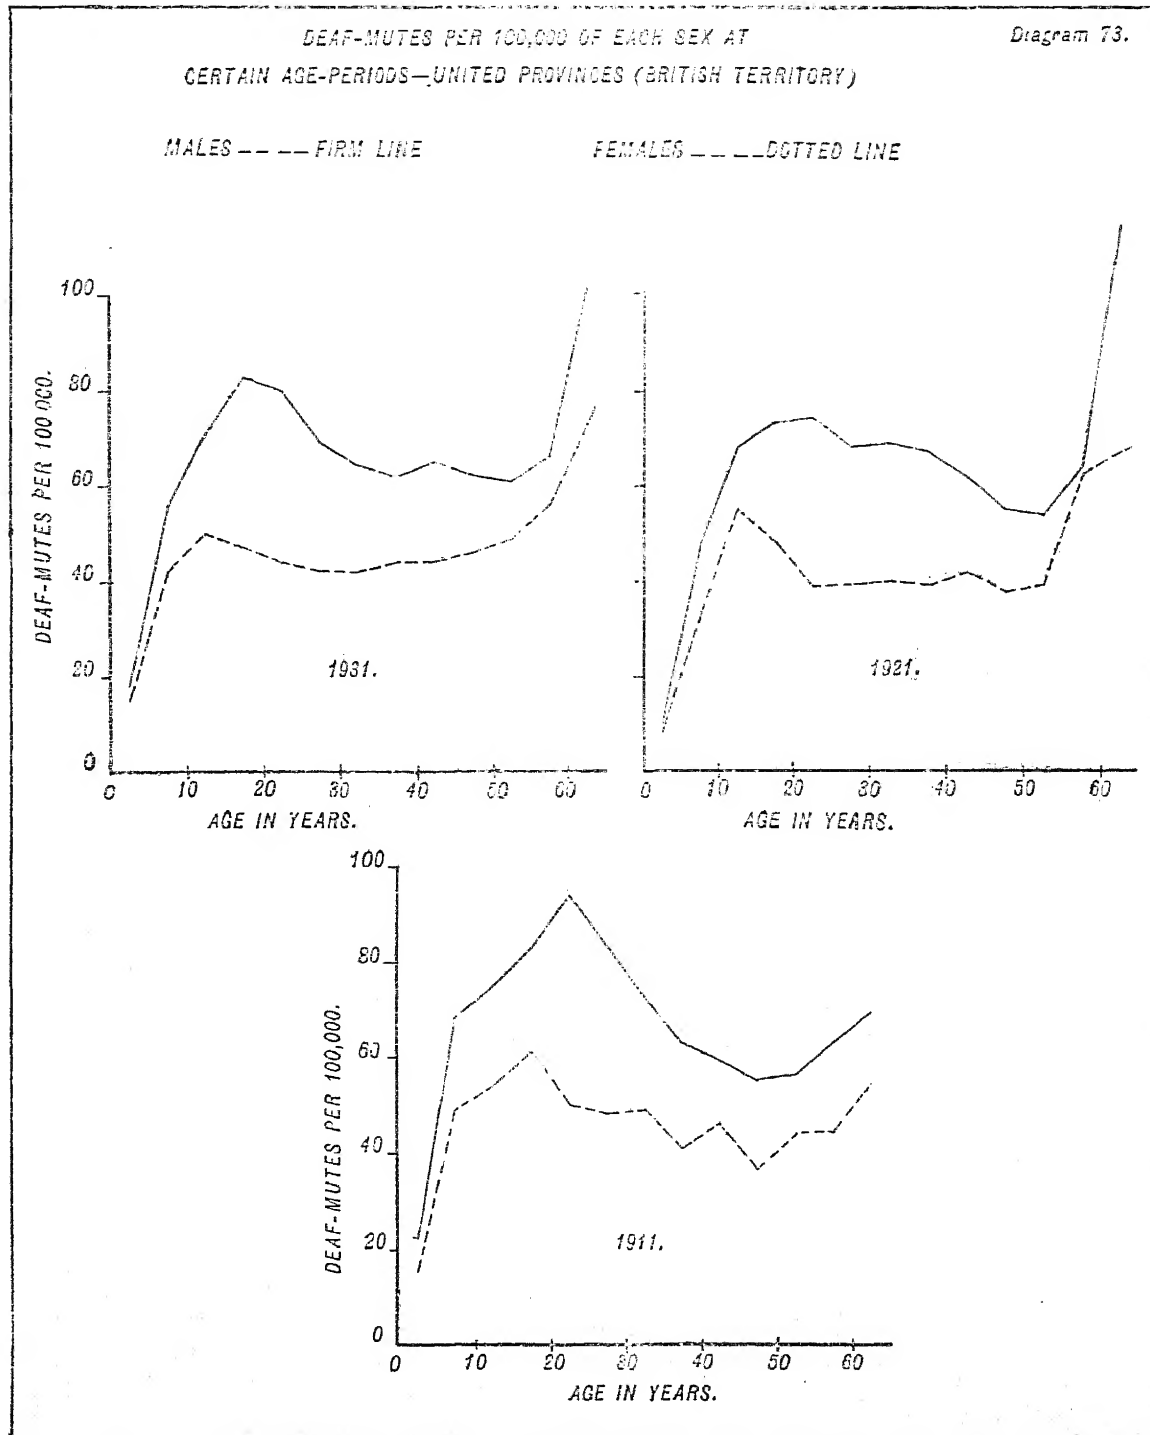 DEAF-MUTES PER 100,000 OF EACH SEX AT
Diagram 73.
CERTAIN AGE-PERIODS—UNITED PROVINCES (BRITISH TERRITORY)
MALES – – – – FIRM LINE
FEMALES – – – – DOTTED LINE
DEAF-MUTES PER 100 000.
100
80
60
40
20
0
1931.
0 10 20 30 40 50 60
AGE IN YEARS.
1921.
0 10 20 30 40 50 60
AGE IN YEARS.
DEAF-MUTES PER 100,000.
100
80
60
40
20
0
1911.
0 10 20 30 40 50 60
AGE IN YEARS.